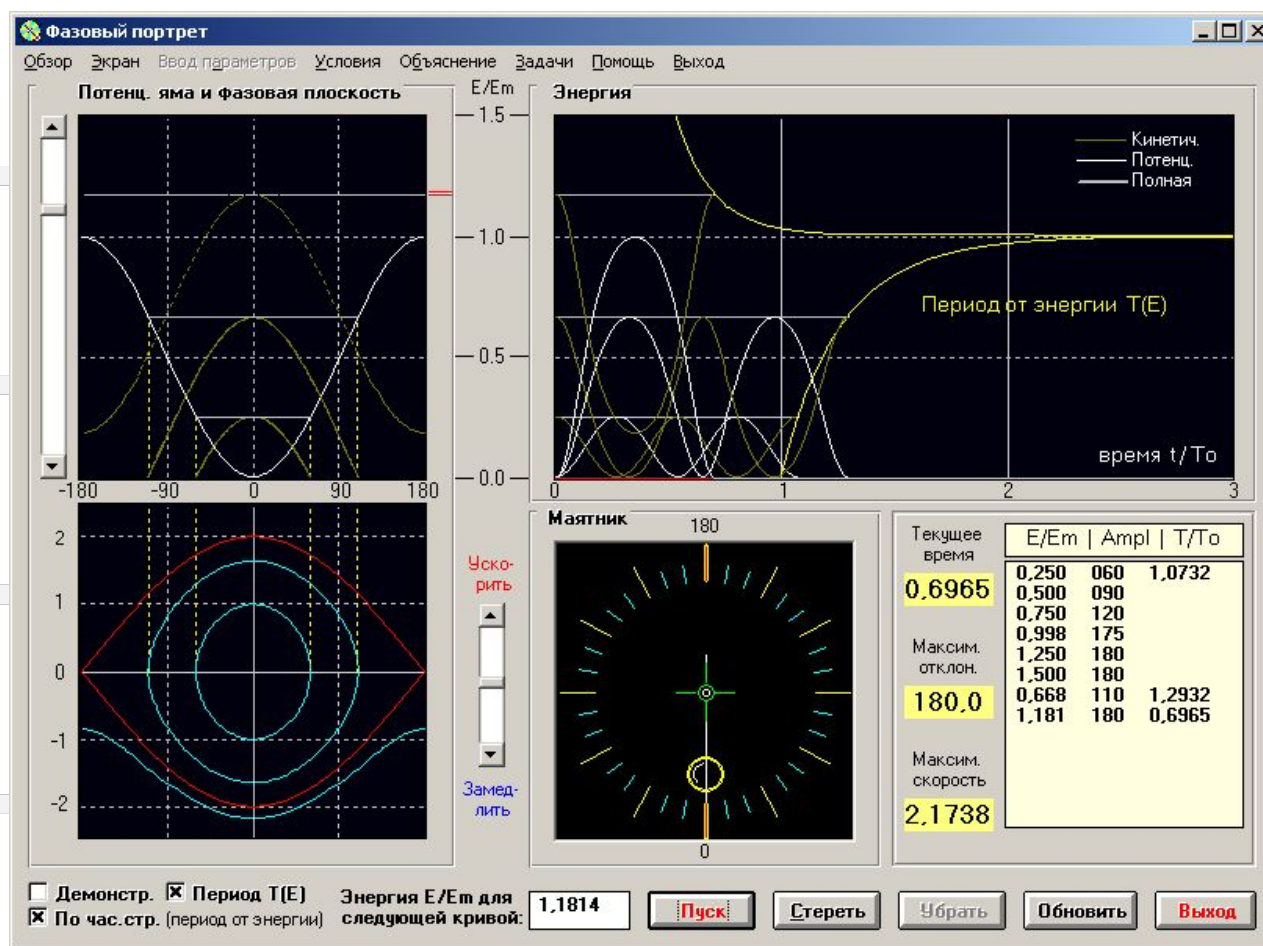 Фазовый портрет
Обзор Экран Ввод параметров Условия Объяснение Задачи Помощь Выход
Потенц. яма и фазовая плоскость
E/Em
Энергия
1.5
1.0
0.5
0.0
Кинетич.
Потенц.
Полная
Период от энергии T(E)
время t/To
-180 -90 0 90 180
0 1 2 3
2
1
0
-1
-2
Уско-
рить
Замед-
лить
Маятник
180
0
Текущее
время
0,6965
Максим.
отклон.
180,0
Максим.
скорость
2,1738
E/Em | Ampl | T/To
0,250 060 1,0732
0,500 090
0,750 120
0,998 175
1,250 180
1,500 180
0,668 110 1,2932
1,181 180 0,6965
Демонстр. Период T(E)
По час.стр. (период от энергии)
Энергия E/Em для
следующей кривой:
1,1814
Пуск Стереть Убрать Обновить Выход